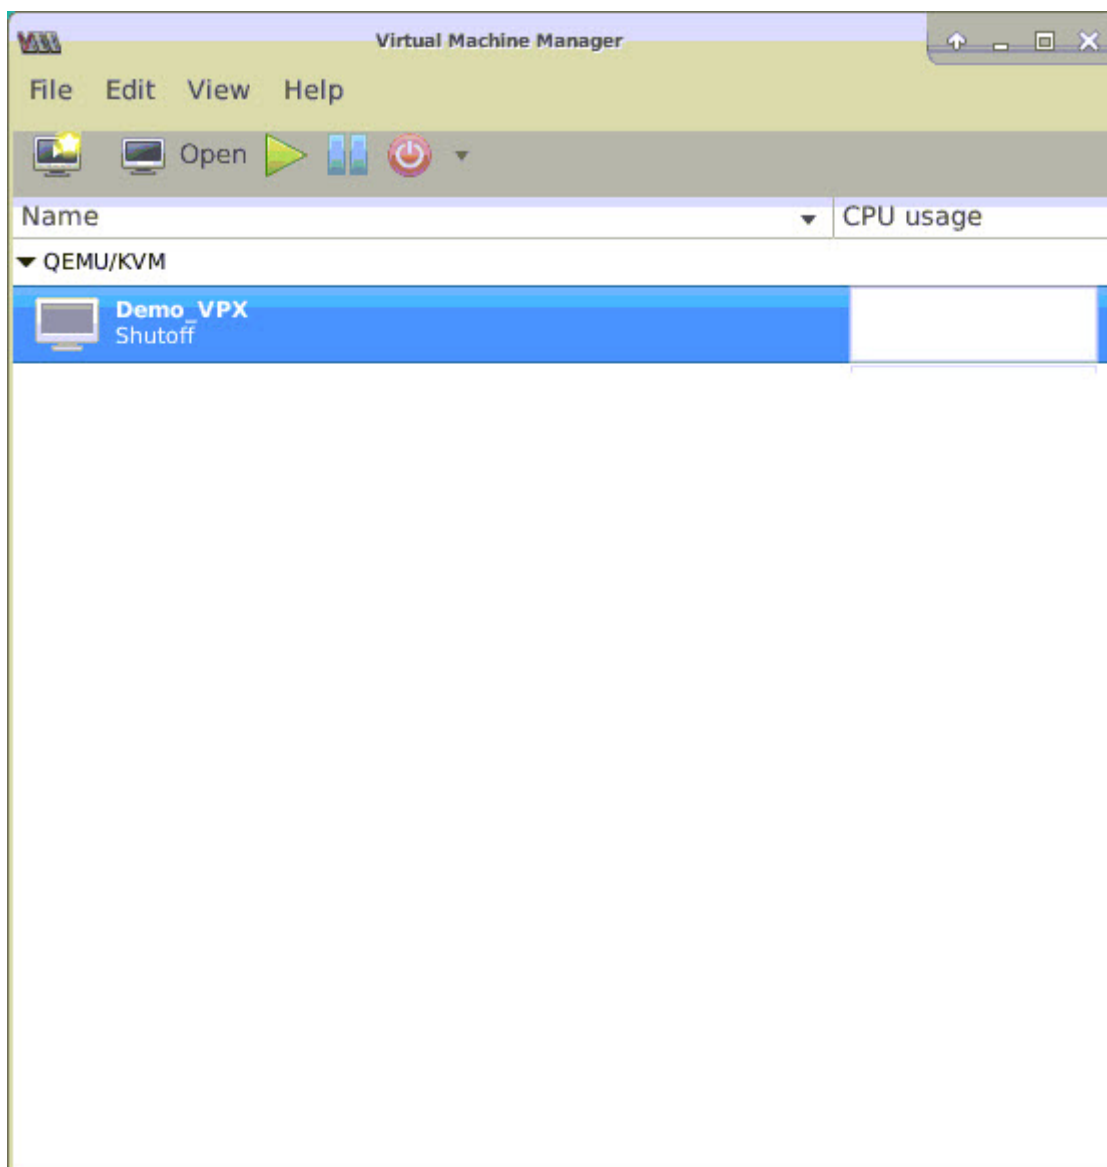 Virtual Machine Manager
File Edit View Help
Open
Name CPU usage
QEMU/KVM
Demo_VPX
Shutoff